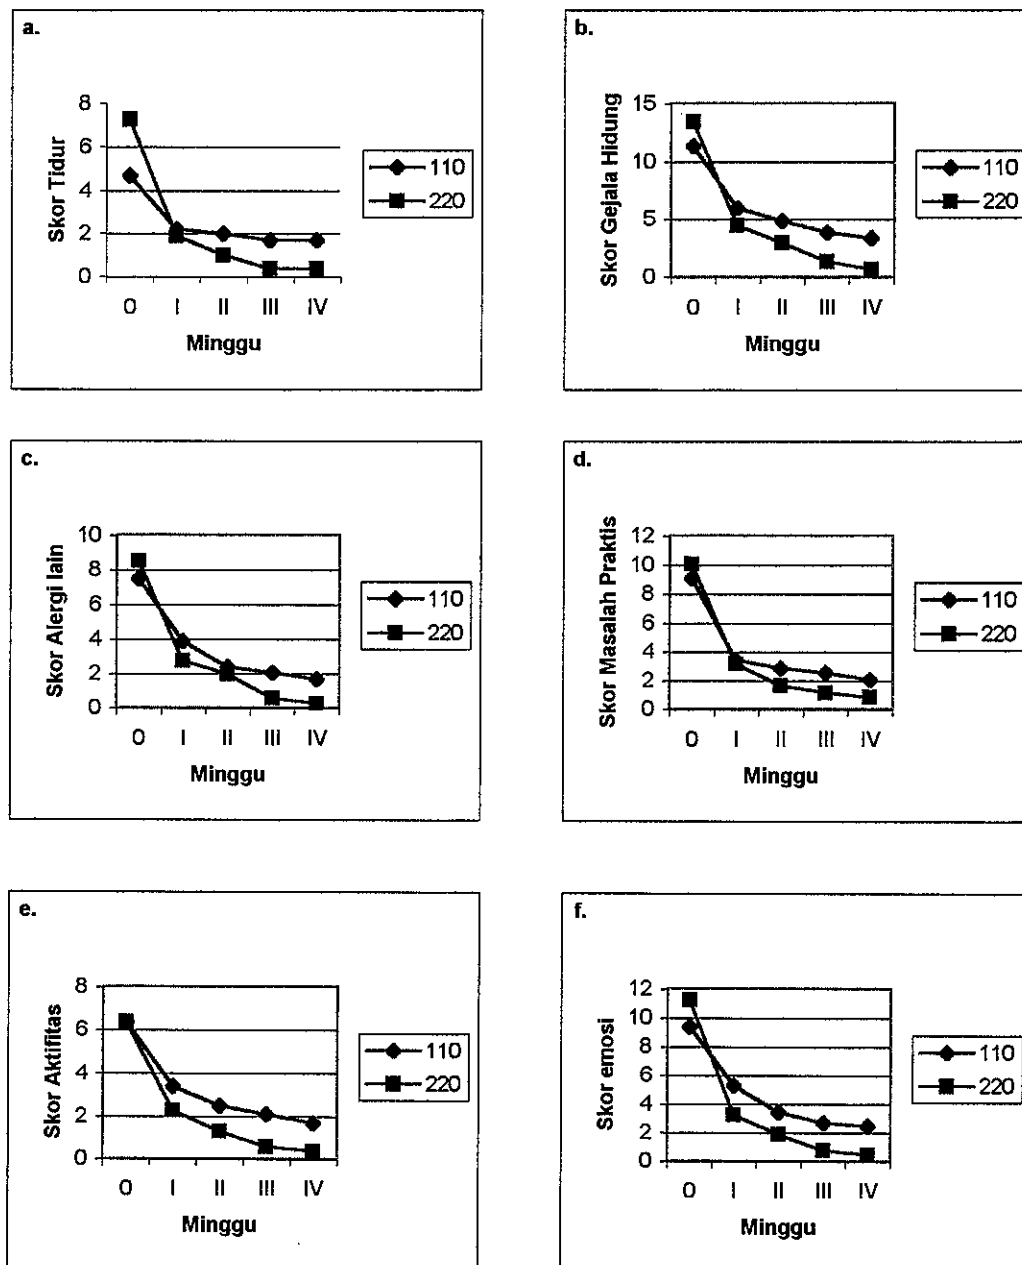 a.
Skor Tidur
8
6
4
2
0
0 I II III IV
Minggu
110
220
b.
Skor Gejala Hidung
15
10
5
0
0 I II III IV
Minggu
110
220
c.
Skor Alergi lain
10
8
6
4
2
0
0 I II III IV
Minggu
110
220
d.
Skor Masalah Praktis
12
10
8
6
4
2
0
0 I II III IV
Minggu
110
220
e.
Skor Aktifitas
8
6
4
2
0
0 I II III IV
Minggu
110
220
f.
Skor emosi
12
10
8
6
4
2
0
0 I II III IV
Minggu
110
220